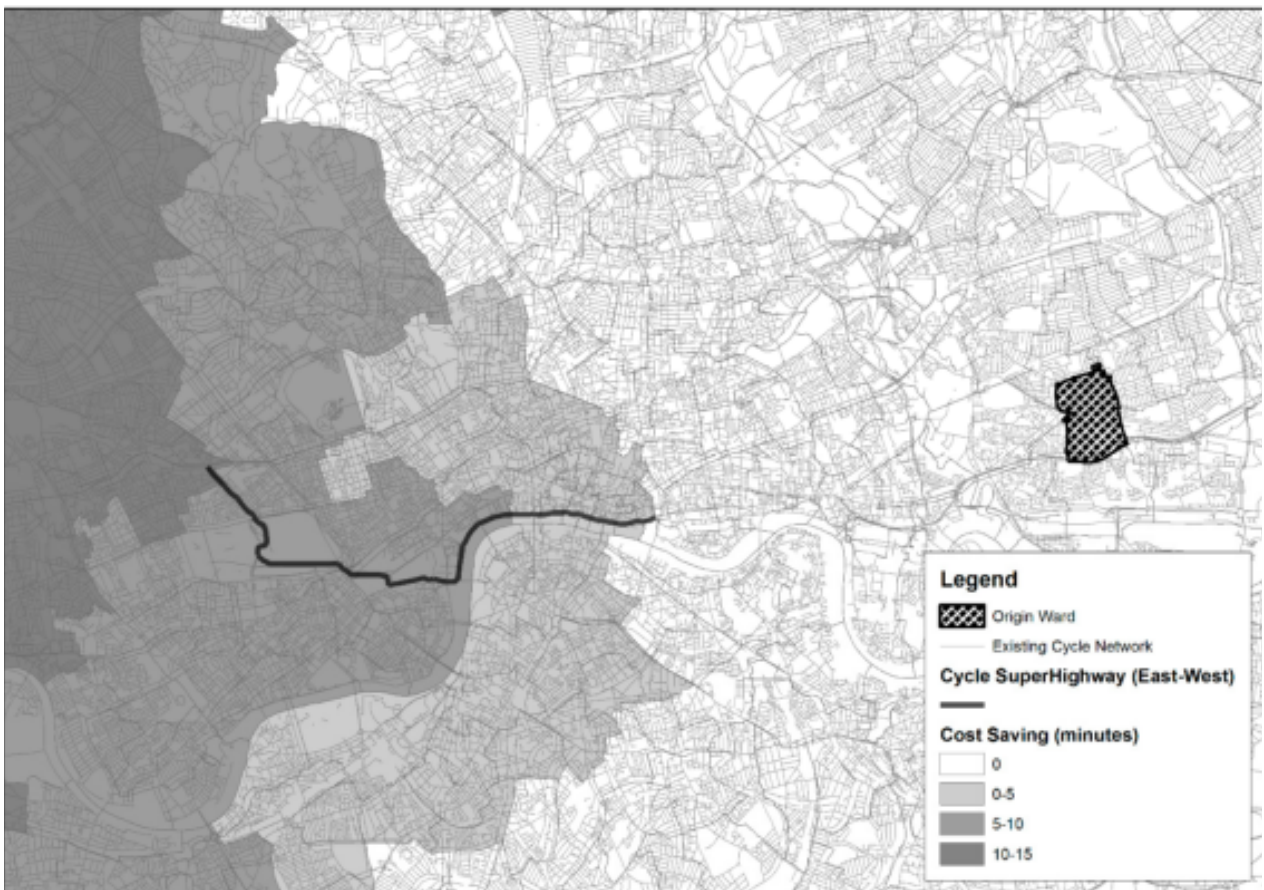 Legend
Origin Ward
Existing Cycle Network
Cycle SuperHighway (East-West)
Cost Saving (minutes)
0
0-5
5-10
10-15